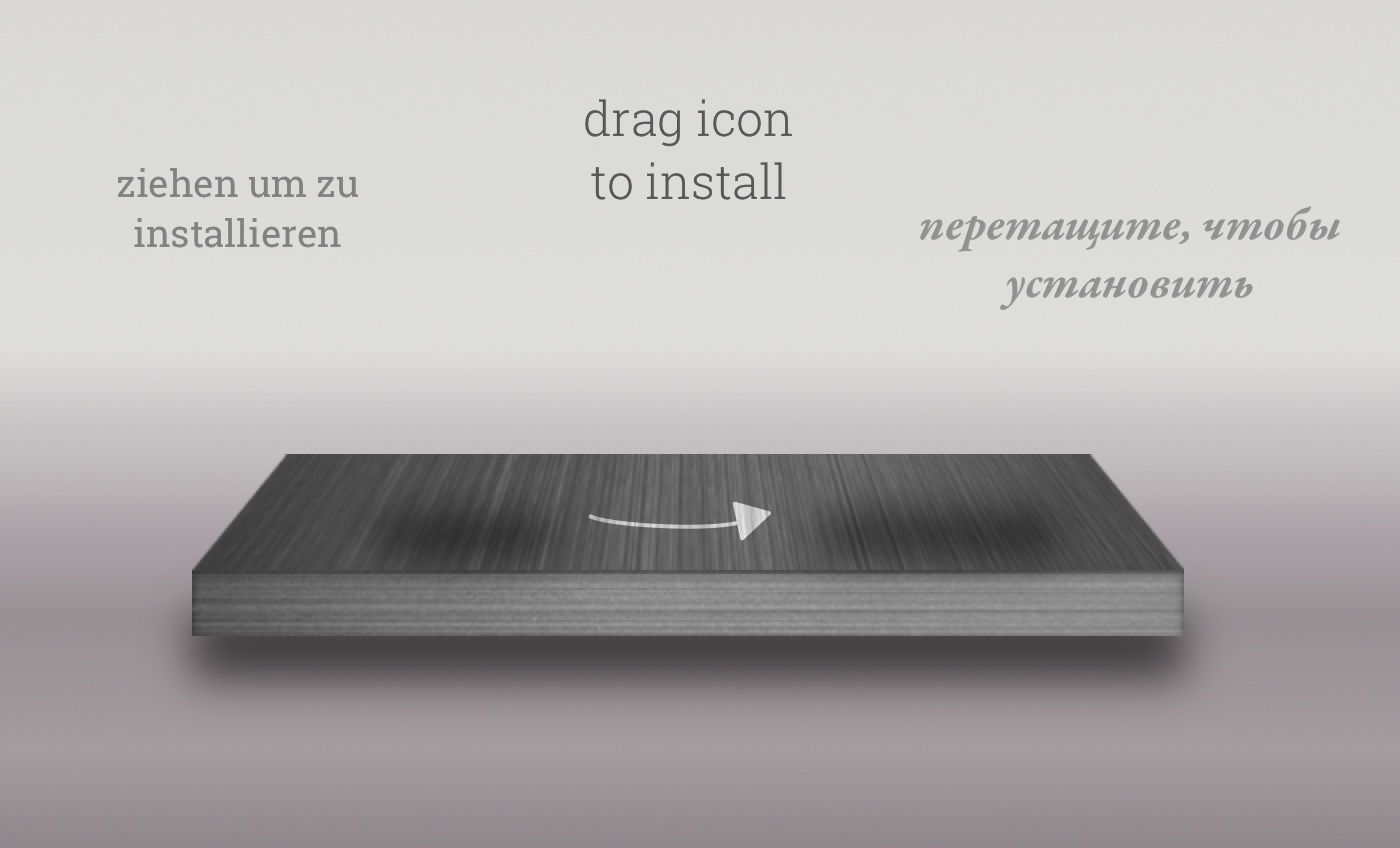 drag icon
to install
ziehen um zu
installieren
перетащите, чтобы
установить